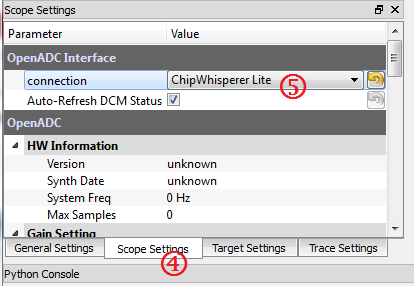 Scope Settings
Parameter Value
OpenADC Interface
connection ChipWhisperer Lite
⑤
Auto-Refresh DCM Status
OpenADC
HW Information
Version unknown
Synth Date unknown
System Freq 0 Hz
Max Samples 0
Gain Setting
General Settings Scope Settings Target Settings Trace Settings
④
Python Console